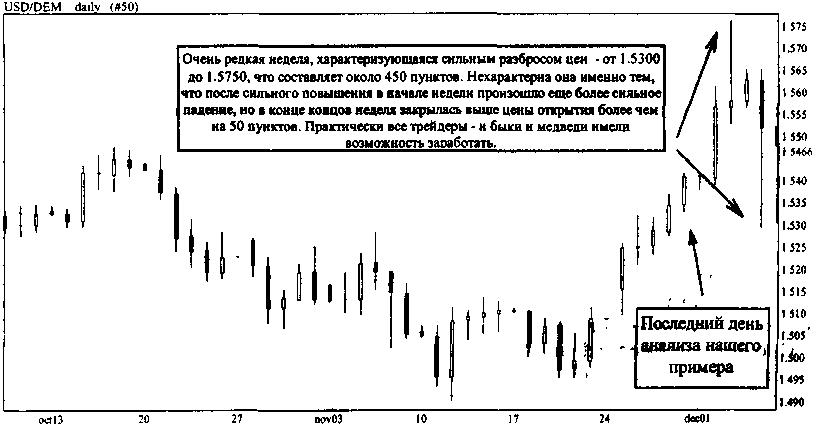 USD/DEM daily (#50)
Очень редкая неделя, характеризующаяся сильным разбросом цен - от 1.5300
до 1.5750, что составляет около 450 пунктов. Нехарактерна она именно тем,
что после сильного повышения в начале недели произошло еще более сильное
падение, но в конце концов неделя закрылась выше цены открытия более чем
на 50 пунктов. Практически все трейдеры - и быки и медведи имели
возможность заработать.
1.575
1.570
1.565
1.560
1.555
1.550
1.5466
1.540
1.535
1.530
1.525
1.520
1.515
1.510
1.505
1.500
1.495
1.490
Последний день
анализа нашего
примера
oct13 20 27 nov03 10 17 24 dec01